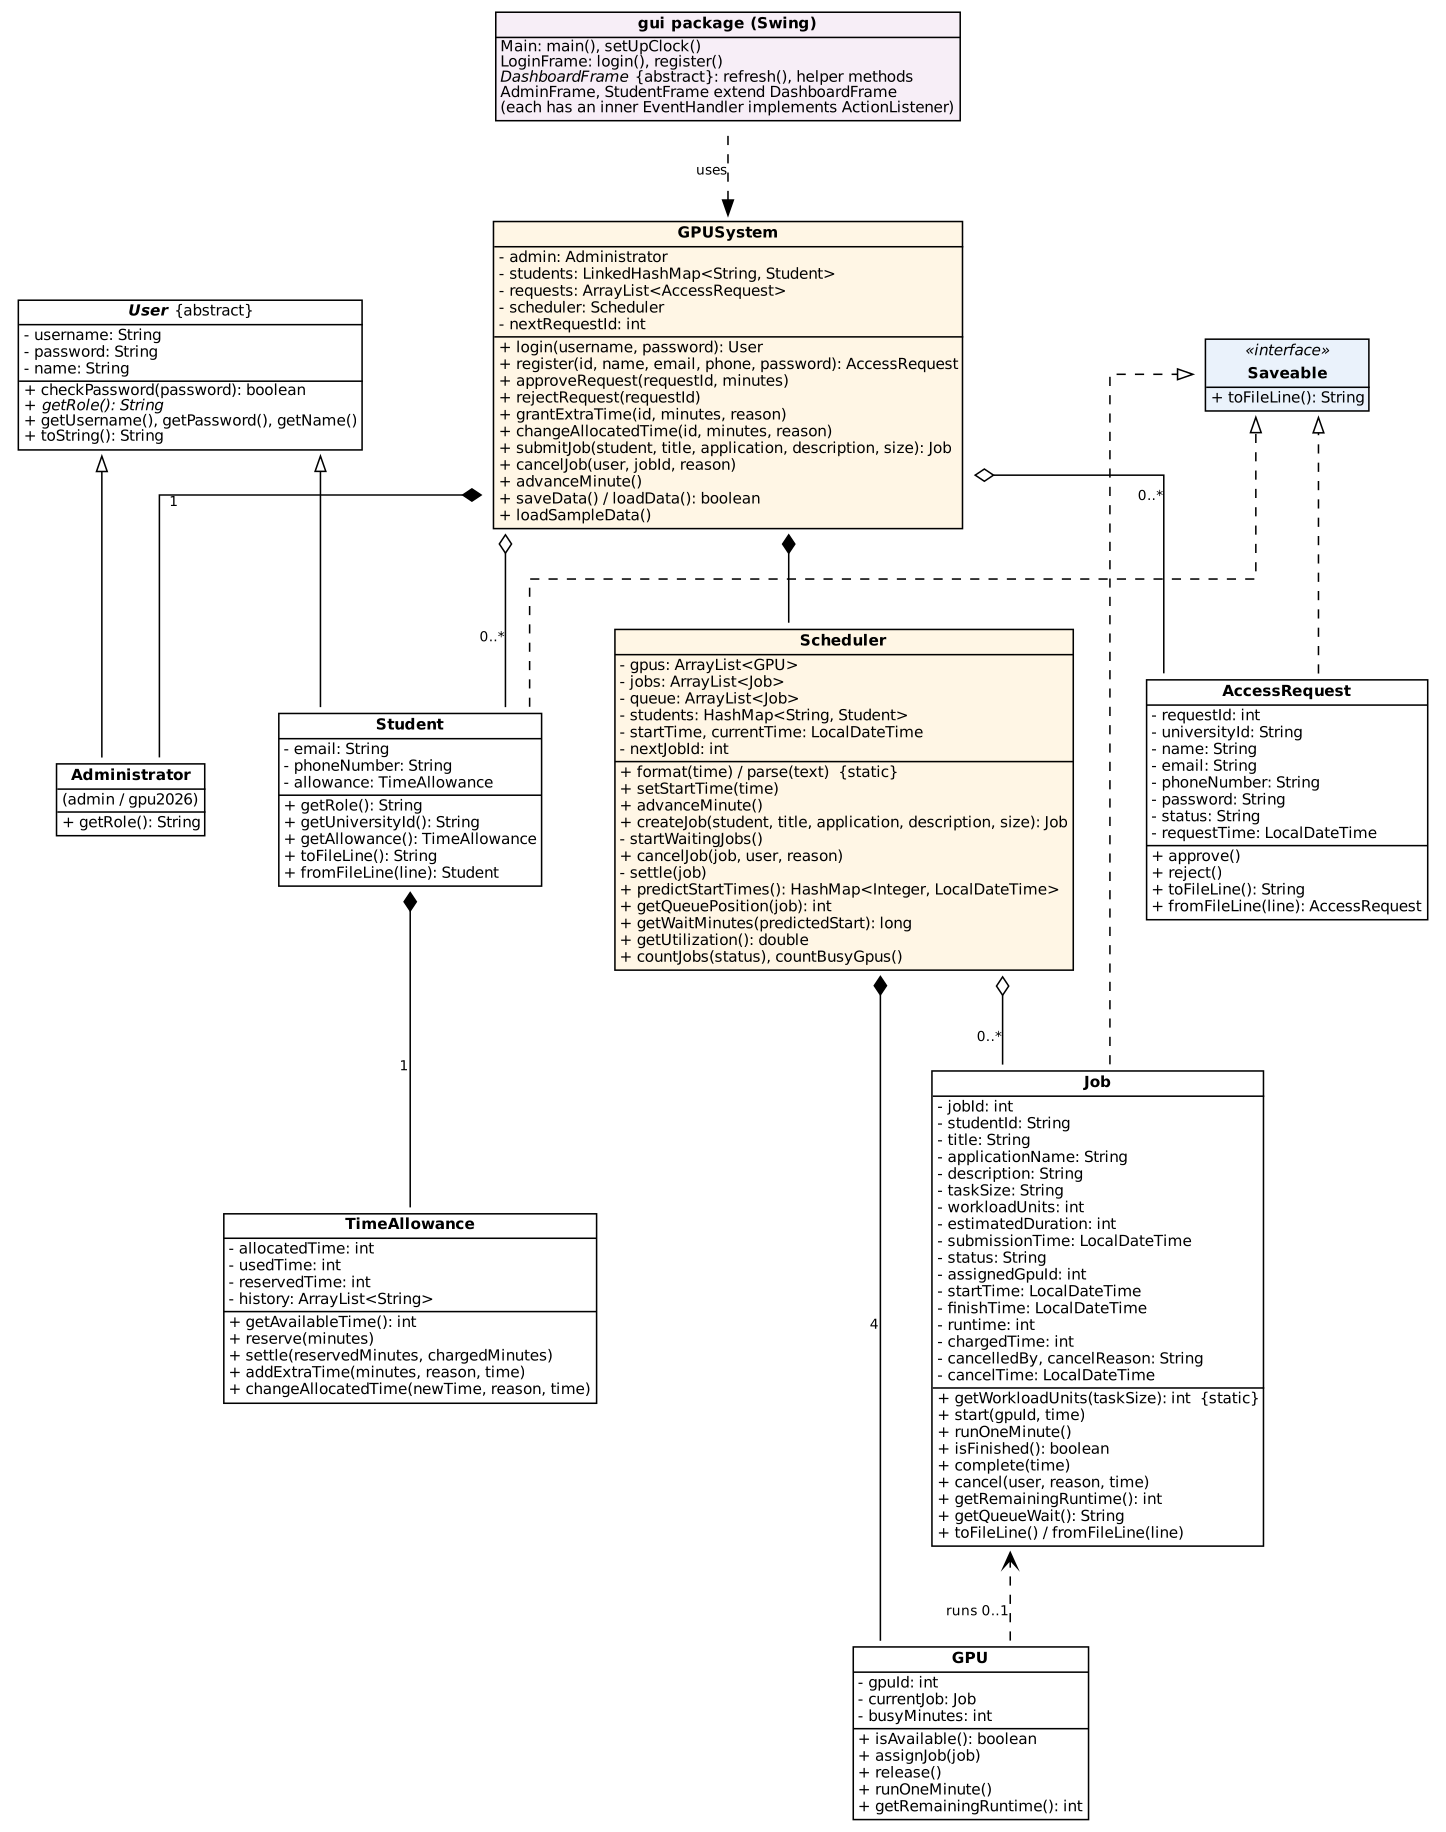 gui package (Swing)
Main: main(), setUpClock()
LoginFrame: login(), register()
DashboardFrame {abstract}: refresh(), helper methods
AdminFrame, StudentFrame extend DashboardFrame
(each has an inner EventHandler implements ActionListener)
uses
GPUSystem
- admin: Administrator
- students: LinkedHashMap<String, Student>
- requests: ArrayList<AccessRequest>
- scheduler: Scheduler
- nextRequestId: int
+ login(username, password): User
+ register(id, name, email, phone, password): AccessRequest
+ approveRequest(requestId, minutes)
+ rejectRequest(requestId)
+ grantExtraTime(id, minutes, reason)
+ changeAllocatedTime(id, minutes, reason)
+ submitJob(student, title, application, description, size): Job
+ cancelJob(user, jobId, reason)
+ advanceMinute()
+ saveData() / loadData(): boolean
+ loadSampleData()
User {abstract}
- username: String
- password: String
- name: String
+ checkPassword(password): boolean
+ getRole(): String
+ getUsername(), getPassword(), getName()
+ toString(): String
«interface»
Saveable
+ toFileLine(): String
1
0..*
0..*
Scheduler
- gpus: ArrayList<GPU>
- jobs: ArrayList<Job>
- queue: ArrayList<Job>
- students: HashMap<String, Student>
- startTime, currentTime: LocalDateTime
- nextJobId: int
+ format(time) / parse(text) {static}
+ setStartTime(time)
+ advanceMinute()
+ createJob(student, title, application, description, size): Job
- startWaitingJobs()
+ cancelJob(job, user, reason)
- settle(job)
+ predictStartTimes(): HashMap<Integer, LocalDateTime>
+ getQueuePosition(job): int
+ getWaitMinutes(predictedStart): long
+ getUtilization(): double
+ countJobs(status), countBusyGpus()
AccessRequest
- requestId: int
- universityId: String
- name: String
- email: String
- phoneNumber: String
- password: String
- status: String
- requestTime: LocalDateTime
+ approve()
+ reject()
+ toFileLine(): String
+ fromFileLine(line): AccessRequest
Student
- email: String
- phoneNumber: String
- allowance: TimeAllowance
+ getRole(): String
+ getUniversityId(): String
+ getAllowance(): TimeAllowance
+ toFileLine(): String
+ fromFileLine(line): Student
Administrator
(admin / gpu2026)
+ getRole(): String
1
0..*
4
Job
- jobId: int
- studentId: String
- title: String
- applicationName: String
- description: String
- taskSize: String
- workloadUnits: int
- estimatedDuration: int
- submissionTime: LocalDateTime
- status: String
- assignedGpuId: int
- startTime: LocalDateTime
- finishTime: LocalDateTime
- runtime: int
- chargedTime: int
- cancelledBy, cancelReason: String
- cancelTime: LocalDateTime
+ getWorkloadUnits(taskSize): int {static}
+ start(gpuId, time)
+ runOneMinute()
+ isFinished(): boolean
+ complete(time)
+ cancel(user, reason, time)
+ getRemainingRuntime(): int
+ getQueueWait(): String
+ toFileLine() / fromFileLine(line)
TimeAllowance
- allocatedTime: int
- usedTime: int
- reservedTime: int
- history: ArrayList<String>
+ getAvailableTime(): int
+ reserve(minutes)
+ settle(reservedMinutes, chargedMinutes)
+ addExtraTime(minutes, reason, time)
+ changeAllocatedTime(newTime, reason, time)
runs 0..1
GPU
- gpuId: int
- currentJob: Job
- busyMinutes: int
+ isAvailable(): boolean
+ assignJob(job)
+ release()
+ runOneMinute()
+ getRemainingRuntime(): int